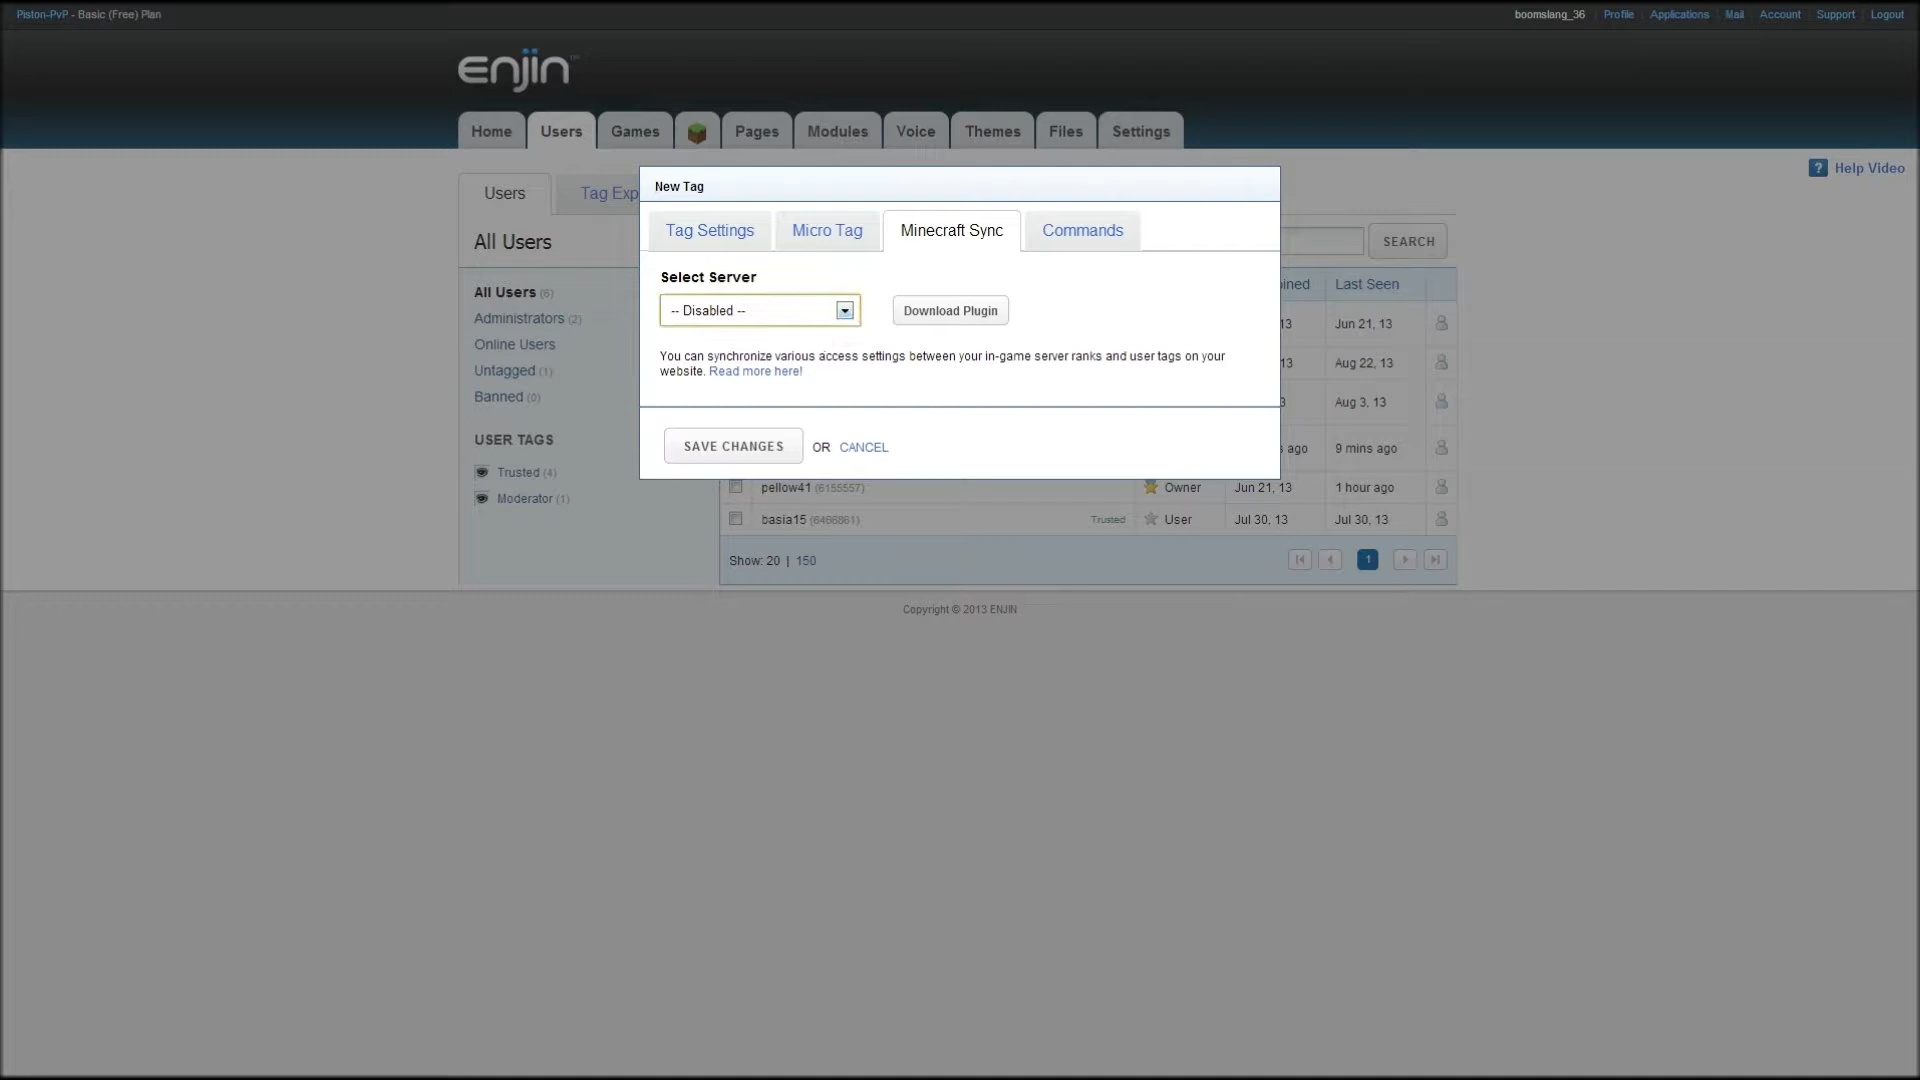 Piston-PvP - Basic (Free) Plan
boomslang_36 Profile Applications Mail Account Support Logout
enjin
Home Users Games Pages Modules Voice Themes Files Settings
? Help Video
Users Tag Exp
New Tag
Tag Settings Micro Tag Minecraft Sync Commands
All Users
SEARCH
Select Server
-- Disabled -- Download Plugin
You can synchronize various access settings between your in-game server ranks and user tags on your
website. Read more here!
SAVE CHANGES OR CANCEL
All Users (6)
Administrators (2)
Online Users
Untagged (1)
Banned (0)
USER TAGS
Trusted (4)
Moderator (1)
ined Last Seen
13 Jun 21, 13
13 Aug 22, 13
3 Aug 3, 13
s ago 9 mins ago
pellow41 (6155557) Owner Jun 21, 13 1 hour ago
basia15 (6466861) Trusted User Jul 30, 13 Jul 30, 13
Show: 20 | 150
1
Copyright © 2013 ENJIN